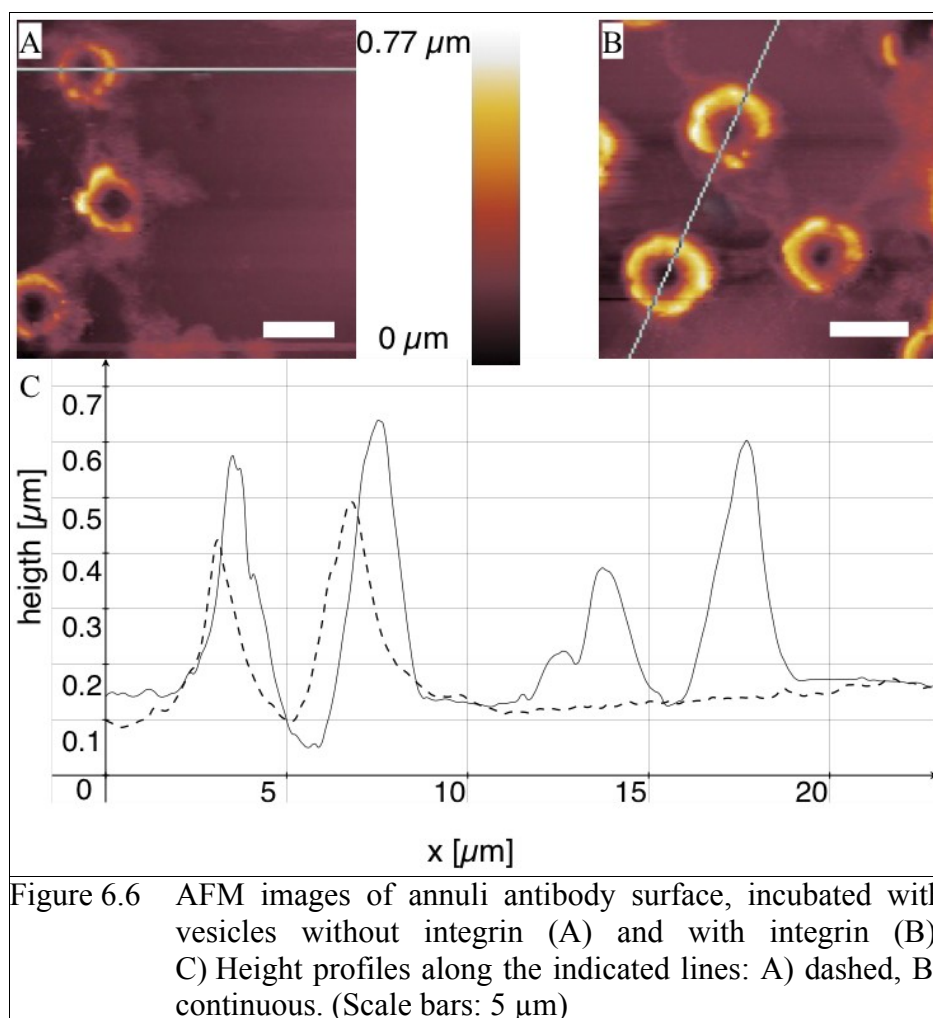 A
0.77 µm
B
0 µm
C
0.7
0.6
0.5
0.4
0.3
0.2
0.1
0
5
10
15
20
heigth [µm]
x [µm]
Figure 6.6 AFM images of annuli antibody surface, incubated with
vesicles without integrin (A) and with integrin (B)
C) Height profiles along the indicated lines: A) dashed, B
continuous. (Scale bars: 5 µm)